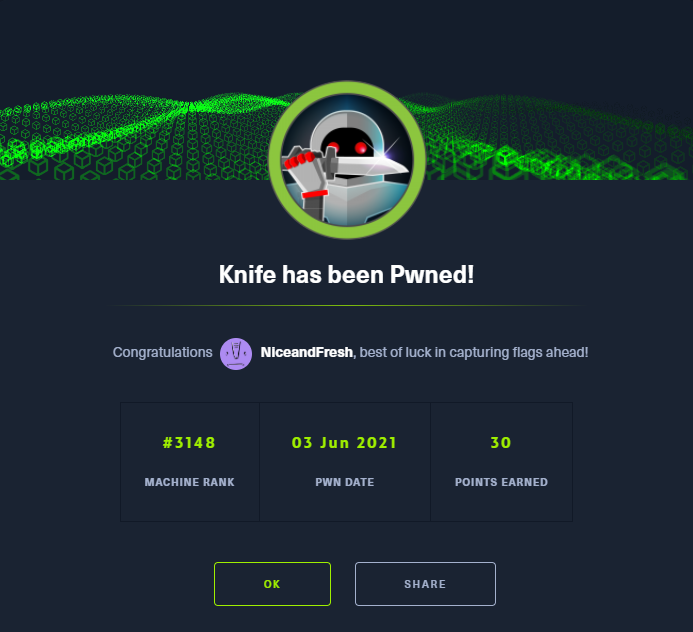 Knife has been Pwned!
Congratulations NiceandFresh, best of luck in capturing flags ahead!
#3148
MACHINE RANK
03 Jun 2021
PWN DATE
30
POINTS EARNED
OK
SHARE